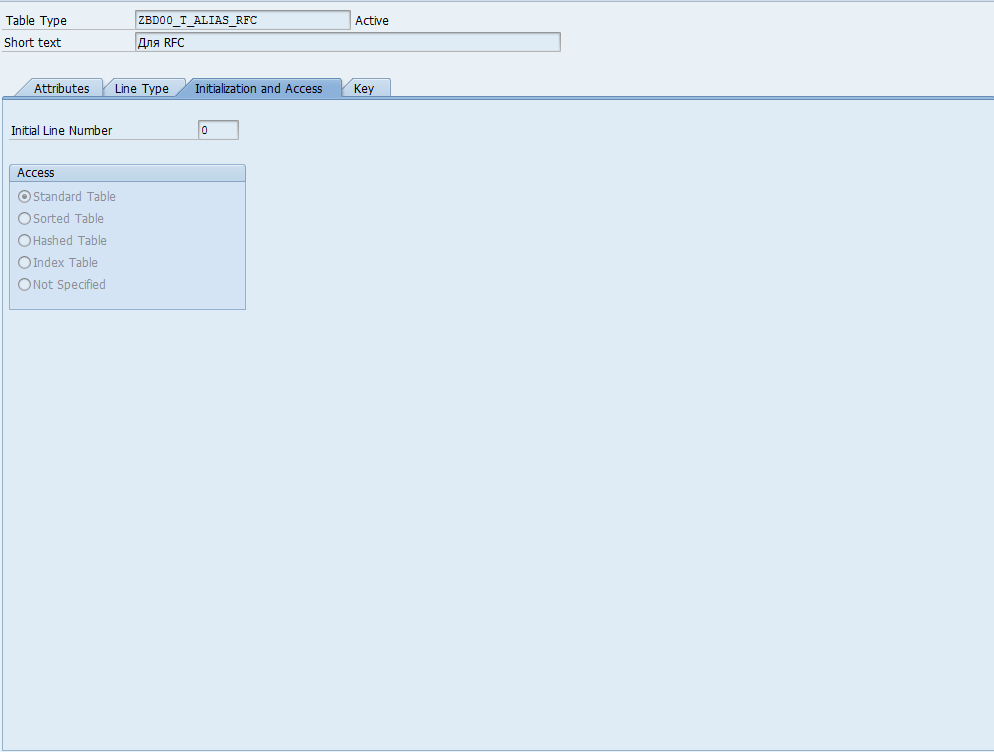 Table Type ZBD00_T_ALIAS_RFC Active
Short text Для RFC
Attributes Line Type Initialization and Access Key
Initial Line Number 0
Access
Standard Table
Sorted Table
Hashed Table
Index Table
Not Specified